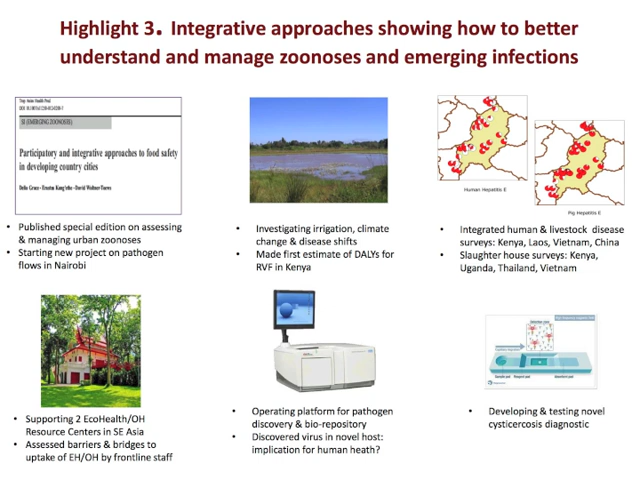 Highlight 3. Integrative approaches showing how to better
understand and manage zoonoses and emerging infections
SI (EMERGING ZOONOSES)
Participatory and integrative approaches to food safety
in developing country cities
Human Hepatitis E
Pig Hepatitis E
• Published special edition on assessing
& managing urban zoonoses
• Starting new project on pathogen
flows in Nairobi
• Investigating irrigation, climate
change & disease shifts
• Made first estimate of DALYs for
RVF in Kenya
• Integrated human & livestock disease
surveys: Kenya, Laos, Vietnam, China
• Slaughter house surveys: Kenya,
Uganda, Thailand, Vietnam
• Supporting 2 EcoHealth/OH
Resource Centers in SE Asia
• Assessed barriers & bridges to
uptake of EH/OH by frontline staff
• Operating platform for pathogen
discovery & bio-repository
• Discovered virus in novel host:
implication for human heath?
• Developing & testing novel
cysticercosis diagnostic